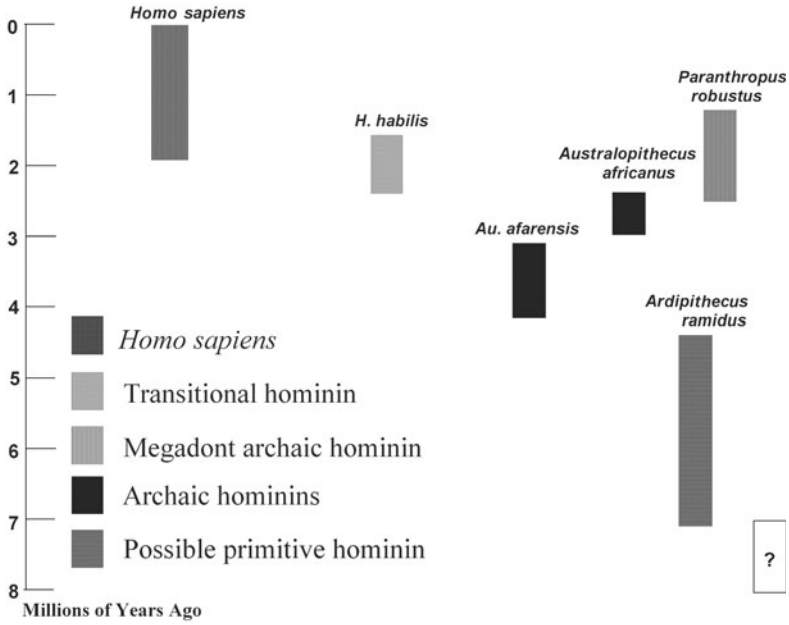 0
Homo sapiens
1
Paranthropus
robustus
H. habilis
2
Australopithecus
africanus
3
Au. afarensis
4
Ardipithecus
ramidus
Homo sapiens
5
Transitional hominin
6
Megadont archaic hominin
Archaic hominins
7
Possible primitive hominin
?
8
Millions of Years Ago